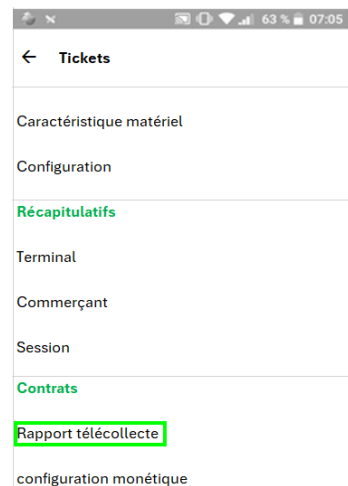 63 % 07:05
← Tickets
Caractéristique matériel
Configuration
Récapitulatifs
Terminal
Commerçant
Session
Contrats
Rapport télécollecte
configuration monétique